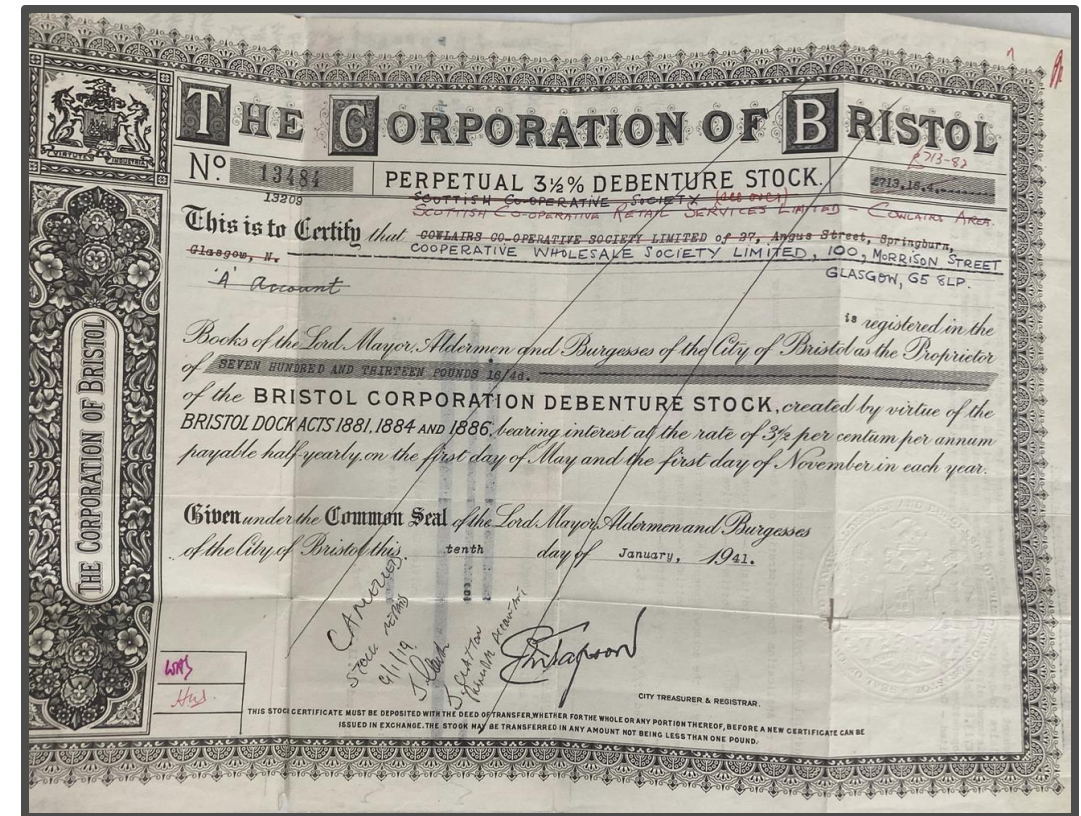 THE CORPORATION OF BRISTOL
VIRTUTE INDUSTRIA
£713-82
No. 13484
PERPETUAL 3½% DEBENTURE STOCK.
£713.16.4.
13209
SCOTTISH CO-OPERATIVE SOCIETY (see over)
SCOTTISH CO-OPERATIVE RETAIL SERVICES LIMITED – COWLAIRS AREA.
This is to Certify that COWLAIRS CO-OPERATIVE SOCIETY LIMITED of 27, Angus Street, Springburn,
Glasgow, N.
COOPERATIVE WHOLESALE SOCIETY LIMITED, 100, MORRISON STREET
GLASGOW, G5 8LP.
'A' Account
is registered in the
Books of the Lord Mayor, Aldermen and Burgesses of the City of Bristol as the Proprietor
of SEVEN HUNDRED AND THIRTEEN POUNDS 16/4d.
of the BRISTOL CORPORATION DEBENTURE STOCK, created by virtue of the
BRISTOL DOCK ACTS 1881, 1884 AND 1886, bearing interest at the rate of 3½ per centum per annum
payable half-yearly, on the first day of May and the first day of November in each year.
Given under the Common Seal of the Lord Mayor, Aldermen and Burgesses
of the City of Bristol this tenth day of January, 1941.
THE CORPORATION OF BRISTOL
CANCELLED
STOCK REPAID
9/1/19
CITY TREASURER & REGISTRAR.
THIS STOCK CERTIFICATE MUST BE DEPOSITED WITH THE DEED OF TRANSFER, WHETHER FOR THE WHOLE OR ANY PORTION THEREOF, BEFORE A NEW CERTIFICATE CAN BE
ISSUED IN EXCHANGE. THE STOCK MAY BE TRANSFERRED IN ANY AMOUNT NOT BEING LESS THAN ONE POUND.